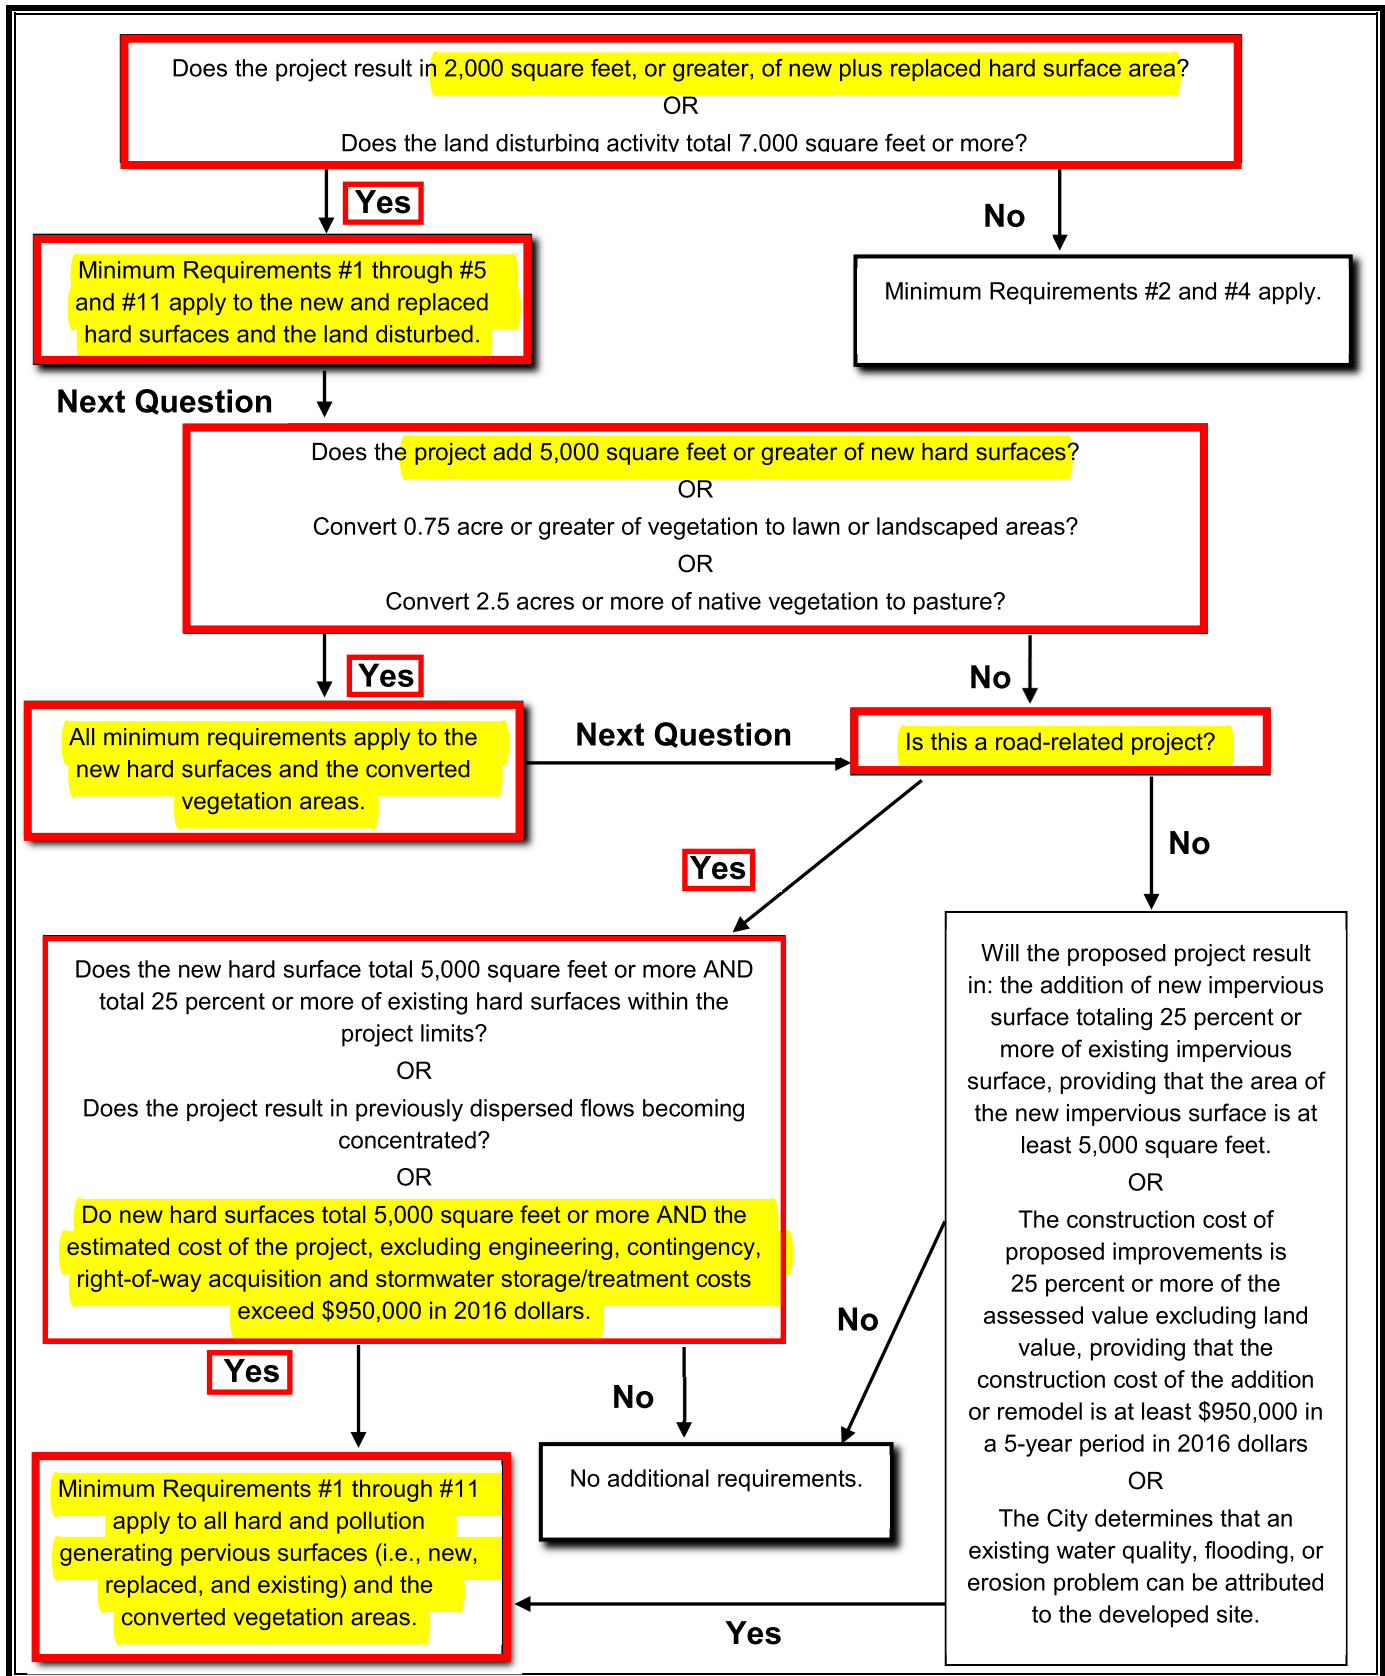 Does the project result in 2,000 square feet, or greater, of new plus replaced hard surface area?
OR
Does the land disturbing activity total 7,000 square feet or more?
Yes
No
Minimum Requirements #1 through #5
and #11 apply to the new and replaced
hard surfaces and the land disturbed.
Minimum Requirements #2 and #4 apply.
Next Question
Does the project add 5,000 square feet or greater of new hard surfaces?
OR
Convert 0.75 acre or greater of vegetation to lawn or landscaped areas?
OR
Convert 2.5 acres or more of native vegetation to pasture?
Yes
No
All minimum requirements apply to the
new hard surfaces and the converted
vegetation areas.
Next Question
Is this a road-related project?
Yes
No
Does the new hard surface total 5,000 square feet or more AND
total 25 percent or more of existing hard surfaces within the
project limits?
OR
Does the project result in previously dispersed flows becoming
concentrated?
OR
Do new hard surfaces total 5,000 square feet or more AND the
estimated cost of the project, excluding engineering, contingency,
right-of-way acquisition and stormwater storage/treatment costs
exceed $950,000 in 2016 dollars.
Will the proposed project result
in: the addition of new impervious
surface totaling 25 percent or
more of existing impervious
surface, providing that the area of
the new impervious surface is at
least 5,000 square feet.
OR
The construction cost of
proposed improvements is
25 percent or more of the
assessed value excluding land
value, providing that the
construction cost of the addition
or remodel is at least $950,000 in
a 5-year period in 2016 dollars
OR
The City determines that an
existing water quality, flooding, or
erosion problem can be attributed
to the developed site.
No
Yes
No
Minimum Requirements #1 through #11
apply to all hard and pollution
generating pervious surfaces (i.e., new,
replaced, and existing) and the
converted vegetation areas.
No additional requirements.
Yes